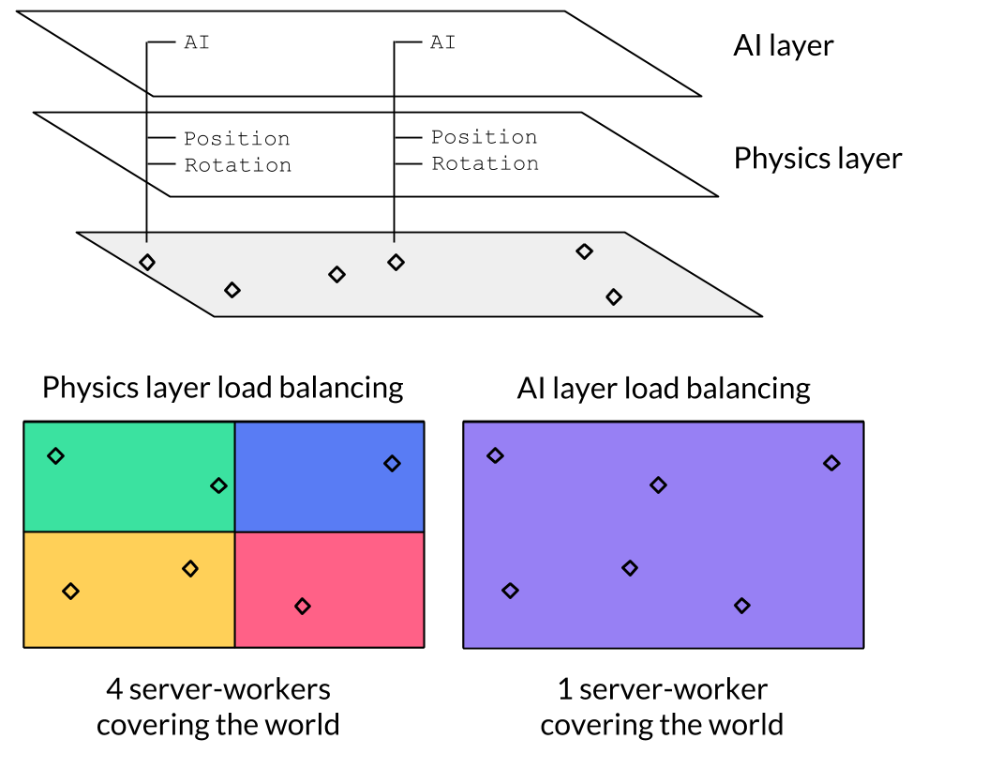 AI
AI
AI layer
Position
Position
Rotation
Rotation
Physics layer
Physics layer load balancing
AI layer load balancing
4 server-workers
covering the world
1 server-worker
covering the world